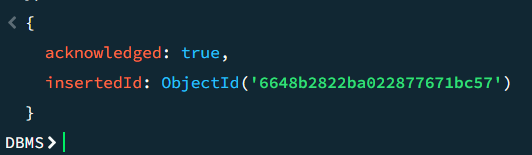 < {
acknowledged: true,
insertedId: ObjectId('6648b2822ba022877671bc57')
}
DBMS>